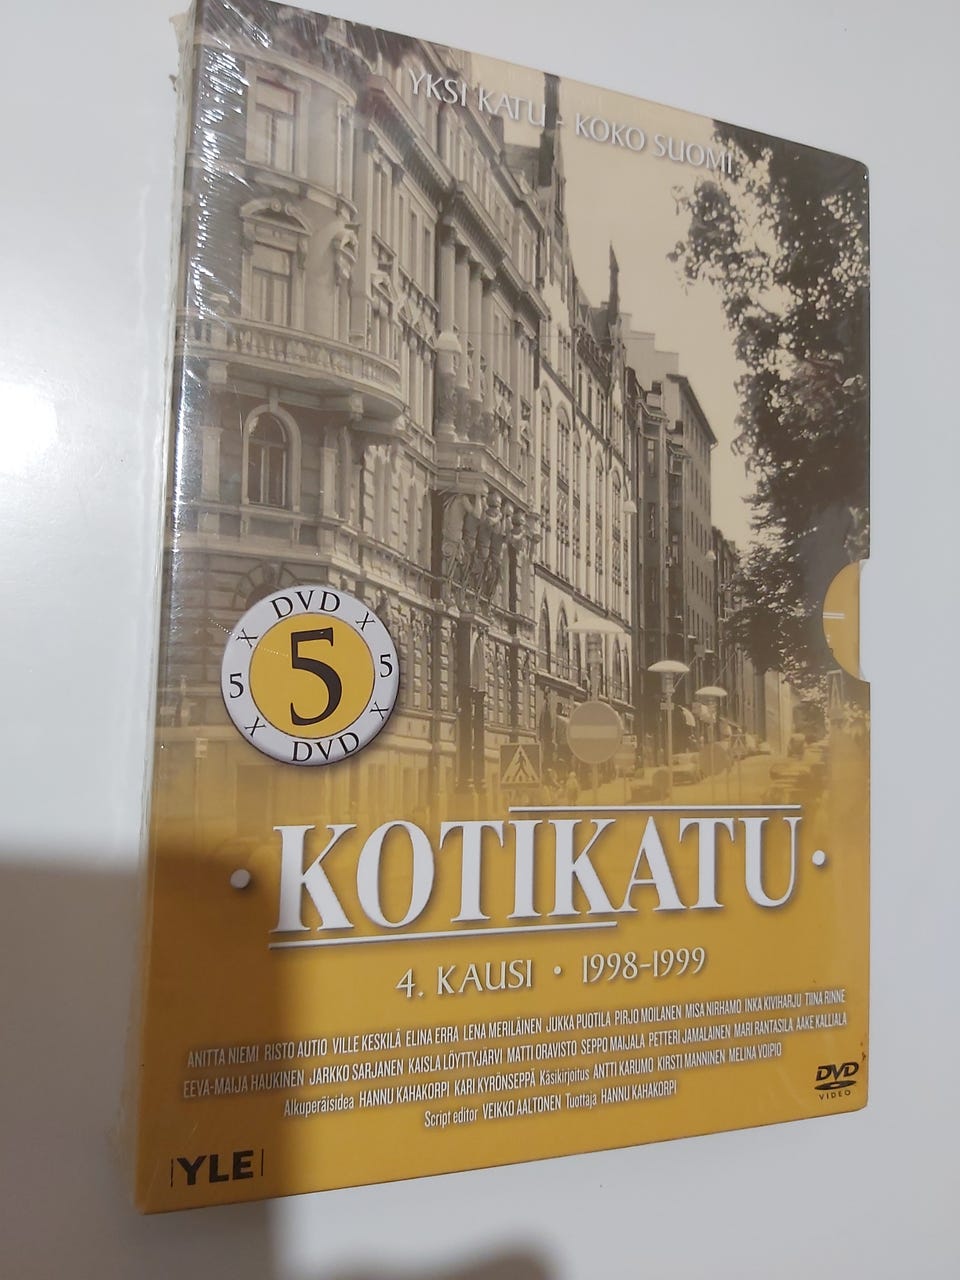 YKSI KATU - KOKO SUOMI
DVD
X 5 X
5 5
X X
DVD
· KOTIKATU ·
4. KAUSI · 1998-1999
ANITTA NIEMI RISTO AUTIO VILLE KESKILÄ ELINA ERRA LENA MERILÄINEN JUKKA PUOTILA PIRJO MOILANEN MISA NIRHAMO INKA KIVIHARJU TIINA RINNE
EEVA-MAIJA HAUKINEN JARKKO SARJANEN KAISLA LÖYTTYJÄRVI MATTI ORAVISTO SEPPO MAIJALA PETTERI JAMALAINEN MARI RANTASILA AAKE KALLIALA
Alkuperäisidea HANNU KAHAKORPI KARI KYRÖNSEPPÄ Käsikirjoitus ANTTI KARUMO KIRSTI MANNINEN MELINA VOIPIO
Script editor VEIKKO AALTONEN Tuottaja HANNU KAHAKORPI
DVD
VIDEO
YLE